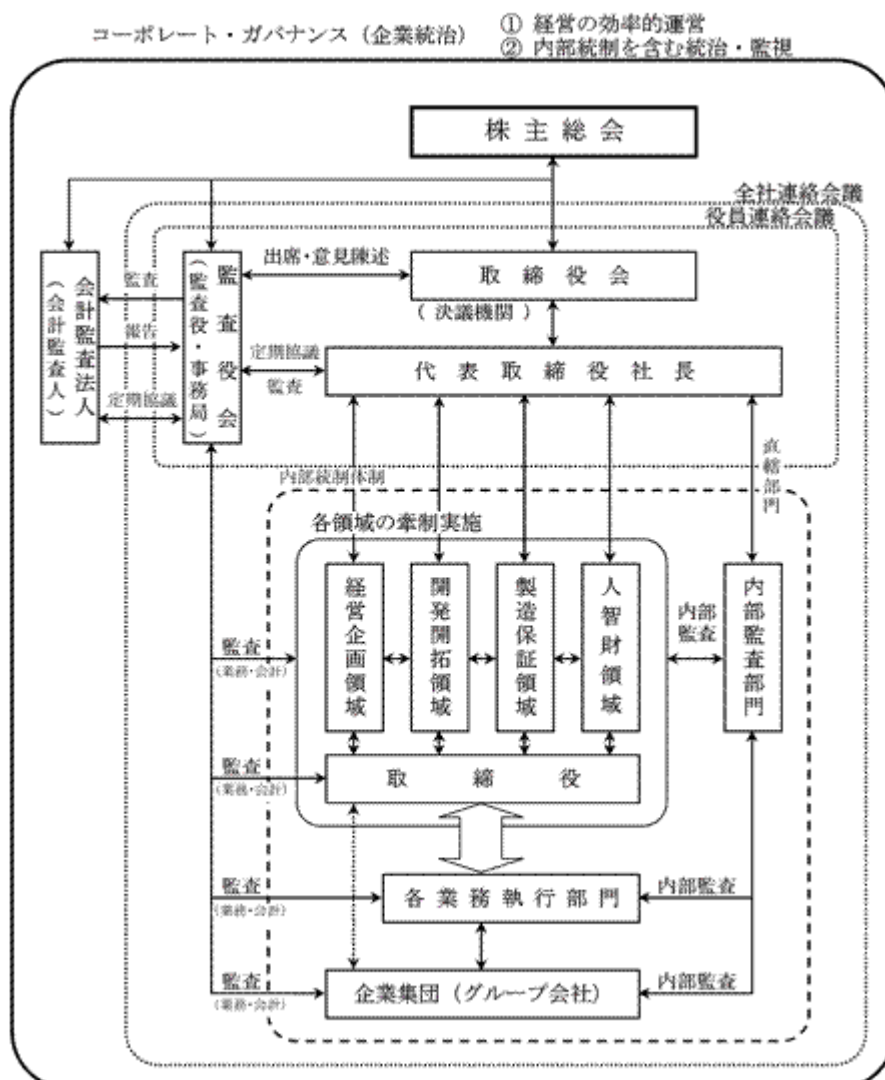 コーポレート・ガバナンス（企業統治）
① 経営の効率的運営
② 内部統制を含む統治・監視
株主総会
全社連絡会議
役員連絡会議
会計監査法人
（会計監査人）
監査
報告
定期協議
監査役会
（監査役・事務局）
出席・意見陳述
取締役会
（決議機関）
定期協議
監査
代表取締役社長
直轄部門
内部統制体制
各領域の牽制実施
経営企画領域
開発開拓領域
製造保証領域
人智財領域
内部監査
内部監査部門
監査
（業務・会計）
監査
（業務・会計）
取締役
監査
（業務・会計）
各業務執行部門
内部監査
監査
（業務・会計）
企業集団（グループ会社）
内部監査